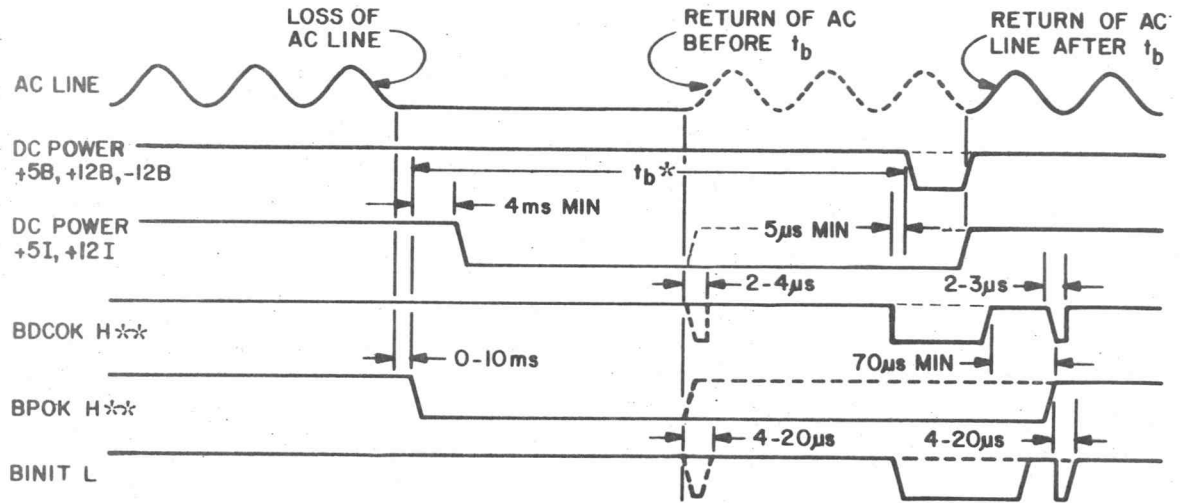 LOSS OF
AC LINE
RETURN OF AC
BEFORE tb
RETURN OF AC
LINE AFTER tb
AC LINE
DC POWER
+5B, +12B, -12B
tb*
4ms MIN
DC POWER
+5I, +12I
5µs MIN
2-4µs
2-3µs
BDCOK H**
0-10ms
70µs MIN
BPOK H**
4-20µs
4-20µs
BINIT L